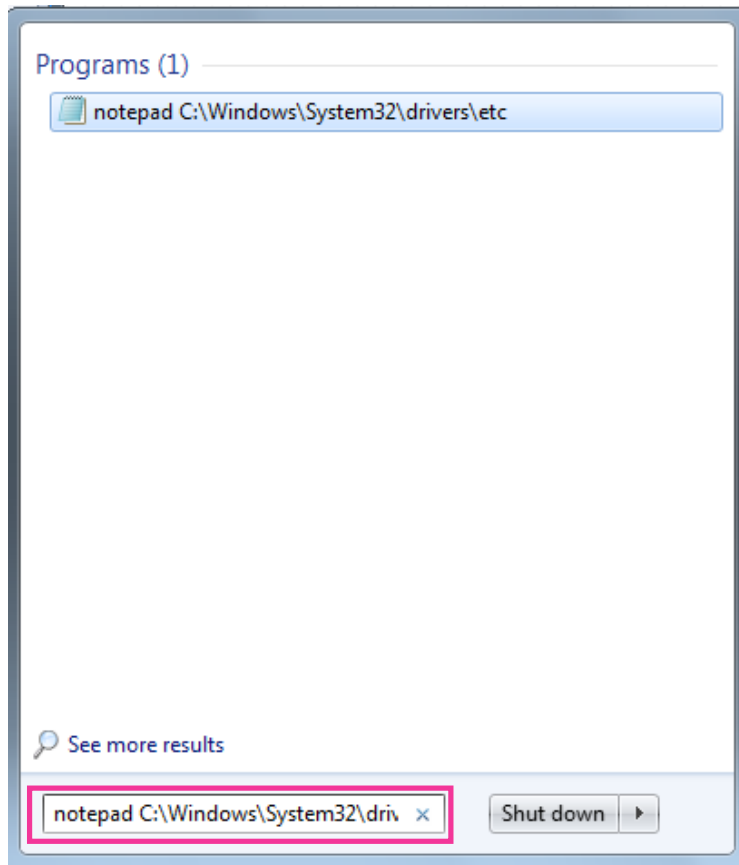 Programs (1)
notepad C:\Windows\System32\drivers\etc
See more results
notepad C:\Windows\System32\driv
Shut down